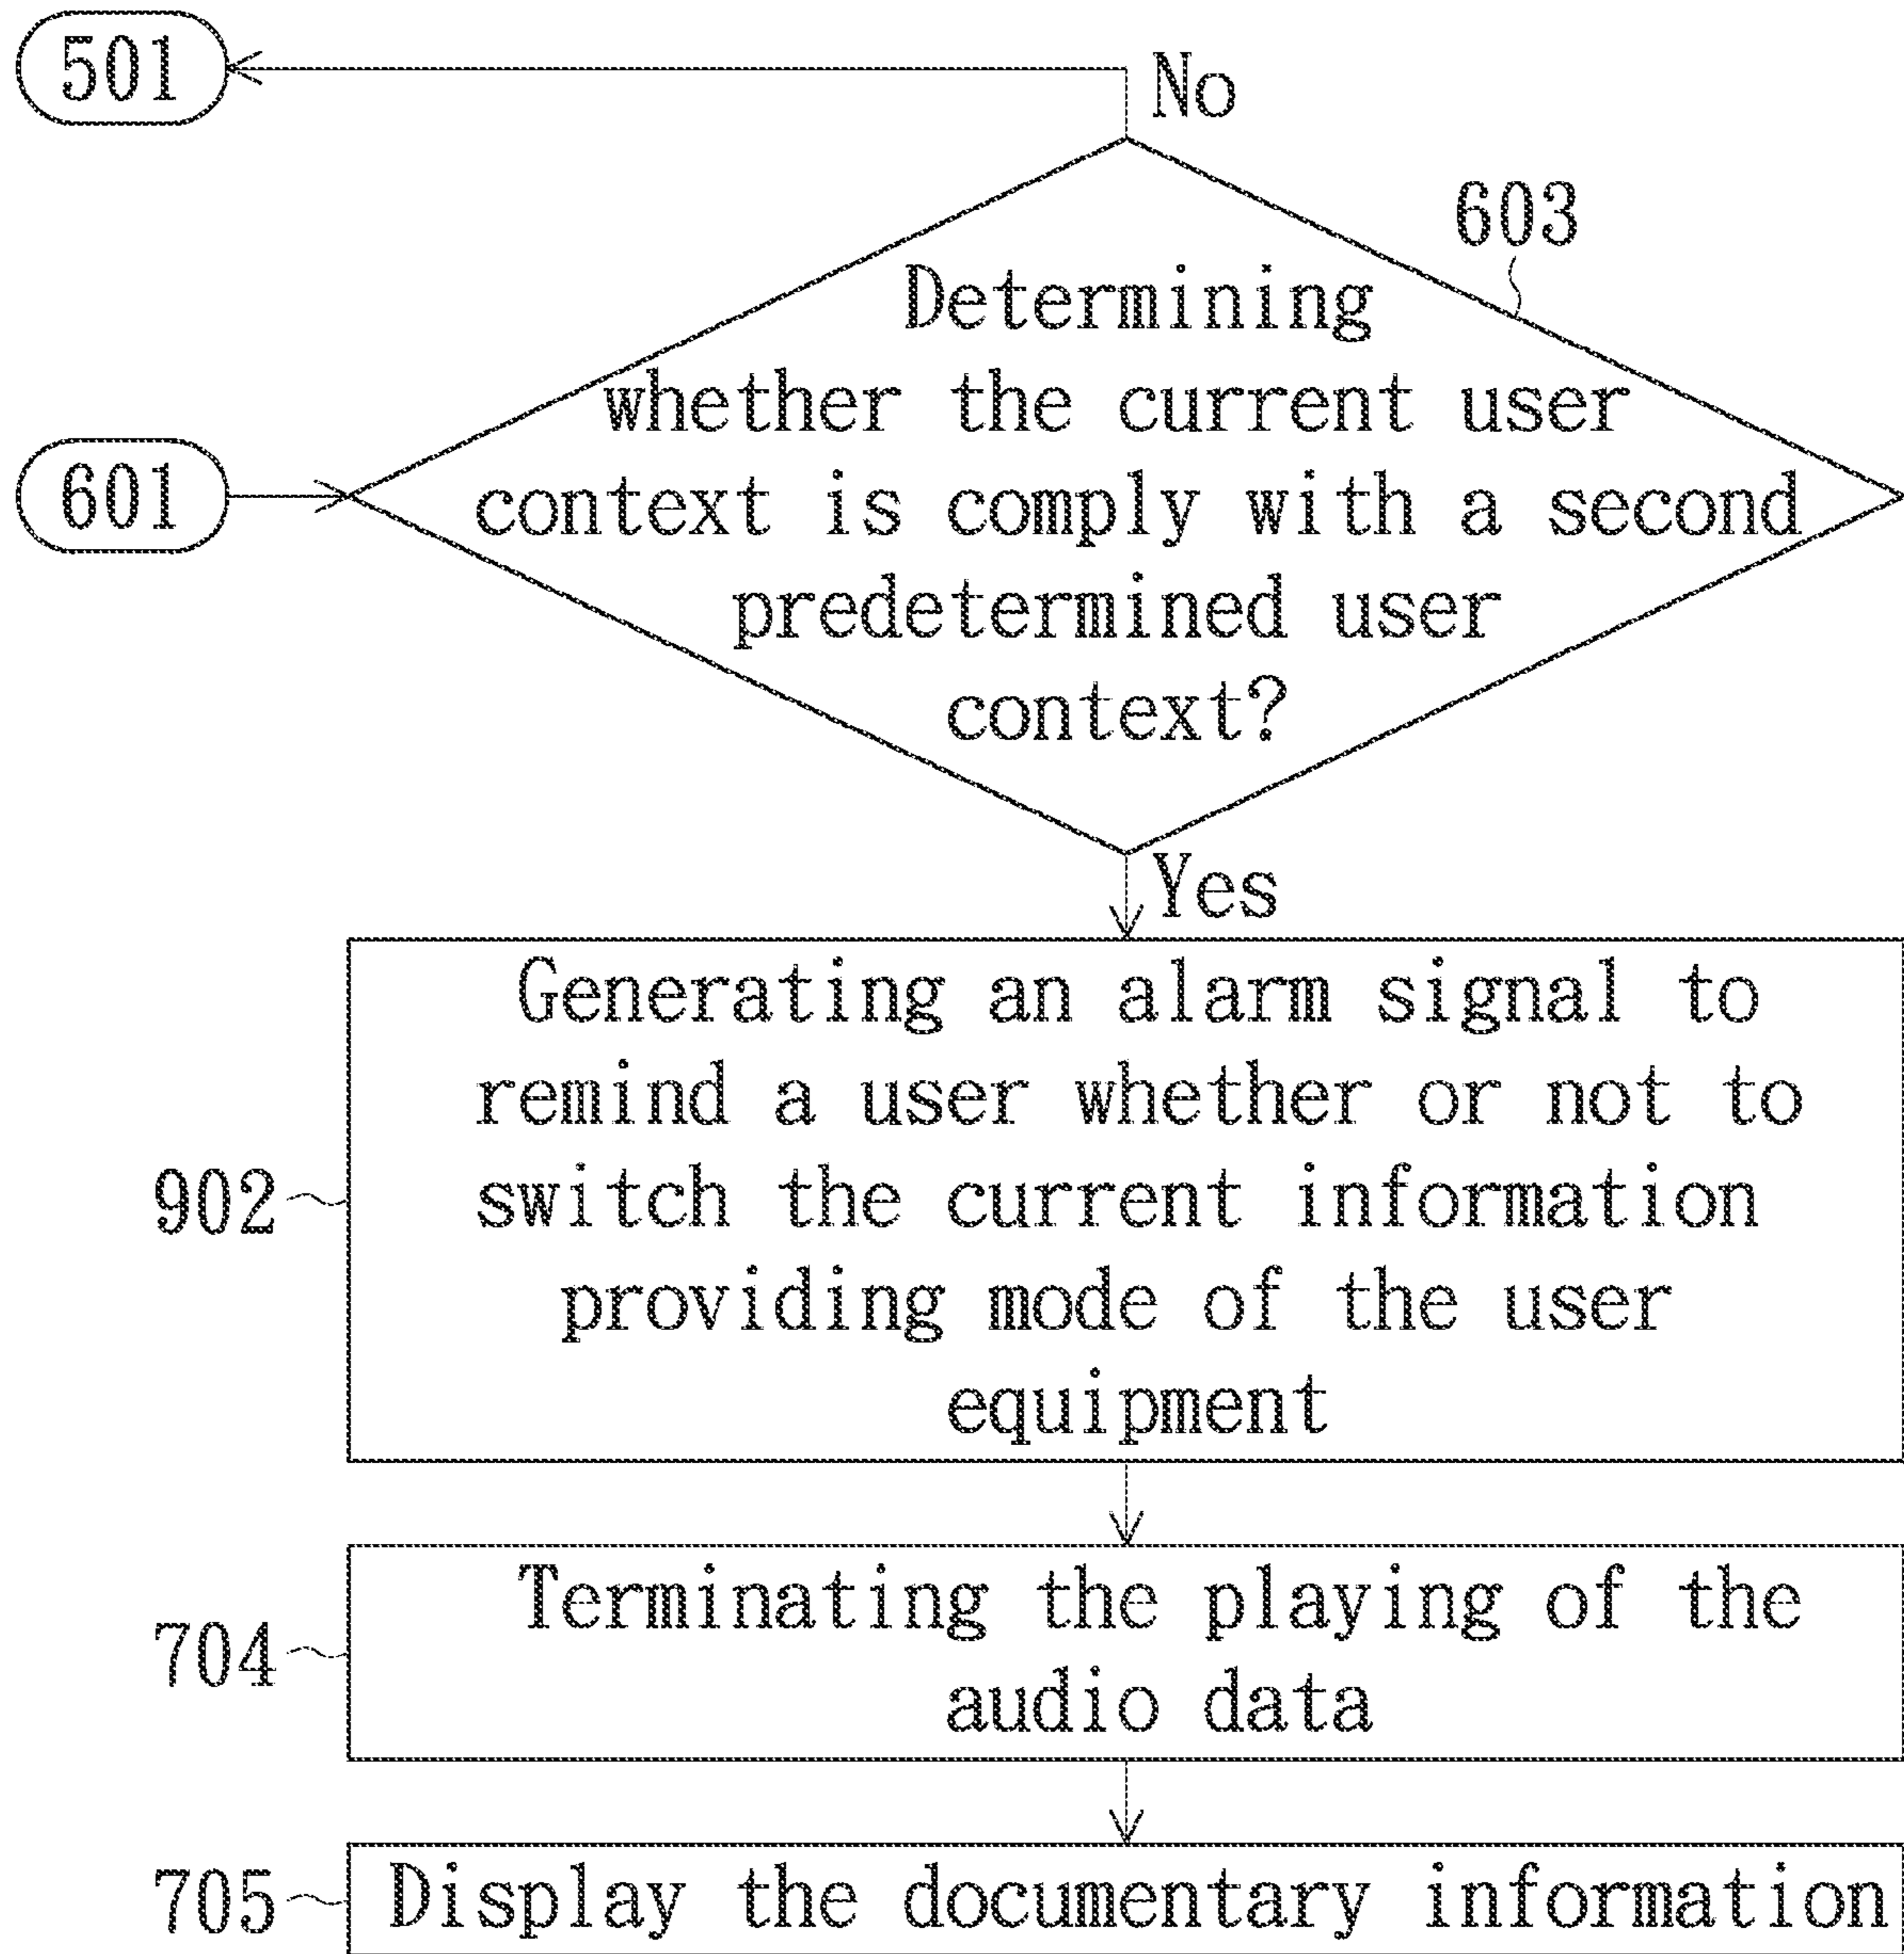 501
No
603
Determining
whether the current user
601
context is comply with a second
predetermined user
context?
Yes
Generating an alarm signal to
remind a user whether or not to
902
switch the current information
providing mode of the user
equipment
704
Terminating the playing of the
audio data
705
Display the documentary information